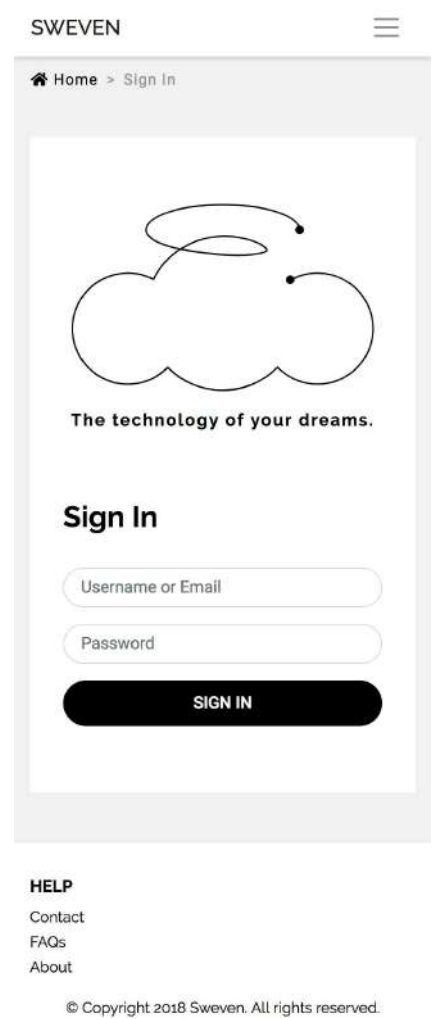 SWEVEN
Home > Sign In
The technology of your dreams.
Sign In
Username or Email
Password
SIGN IN
HELP
Contact
FAQs
About
© Copyright 2018 Sweven. All rights reserved.